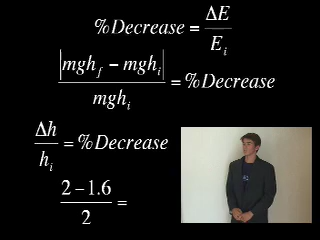 %Decrease = ΔE / E_i
|mgh_f − mgh_i| / mgh_i = %Decrease
Δh / h_i = %Decrease
2 − 1.6 / 2 =